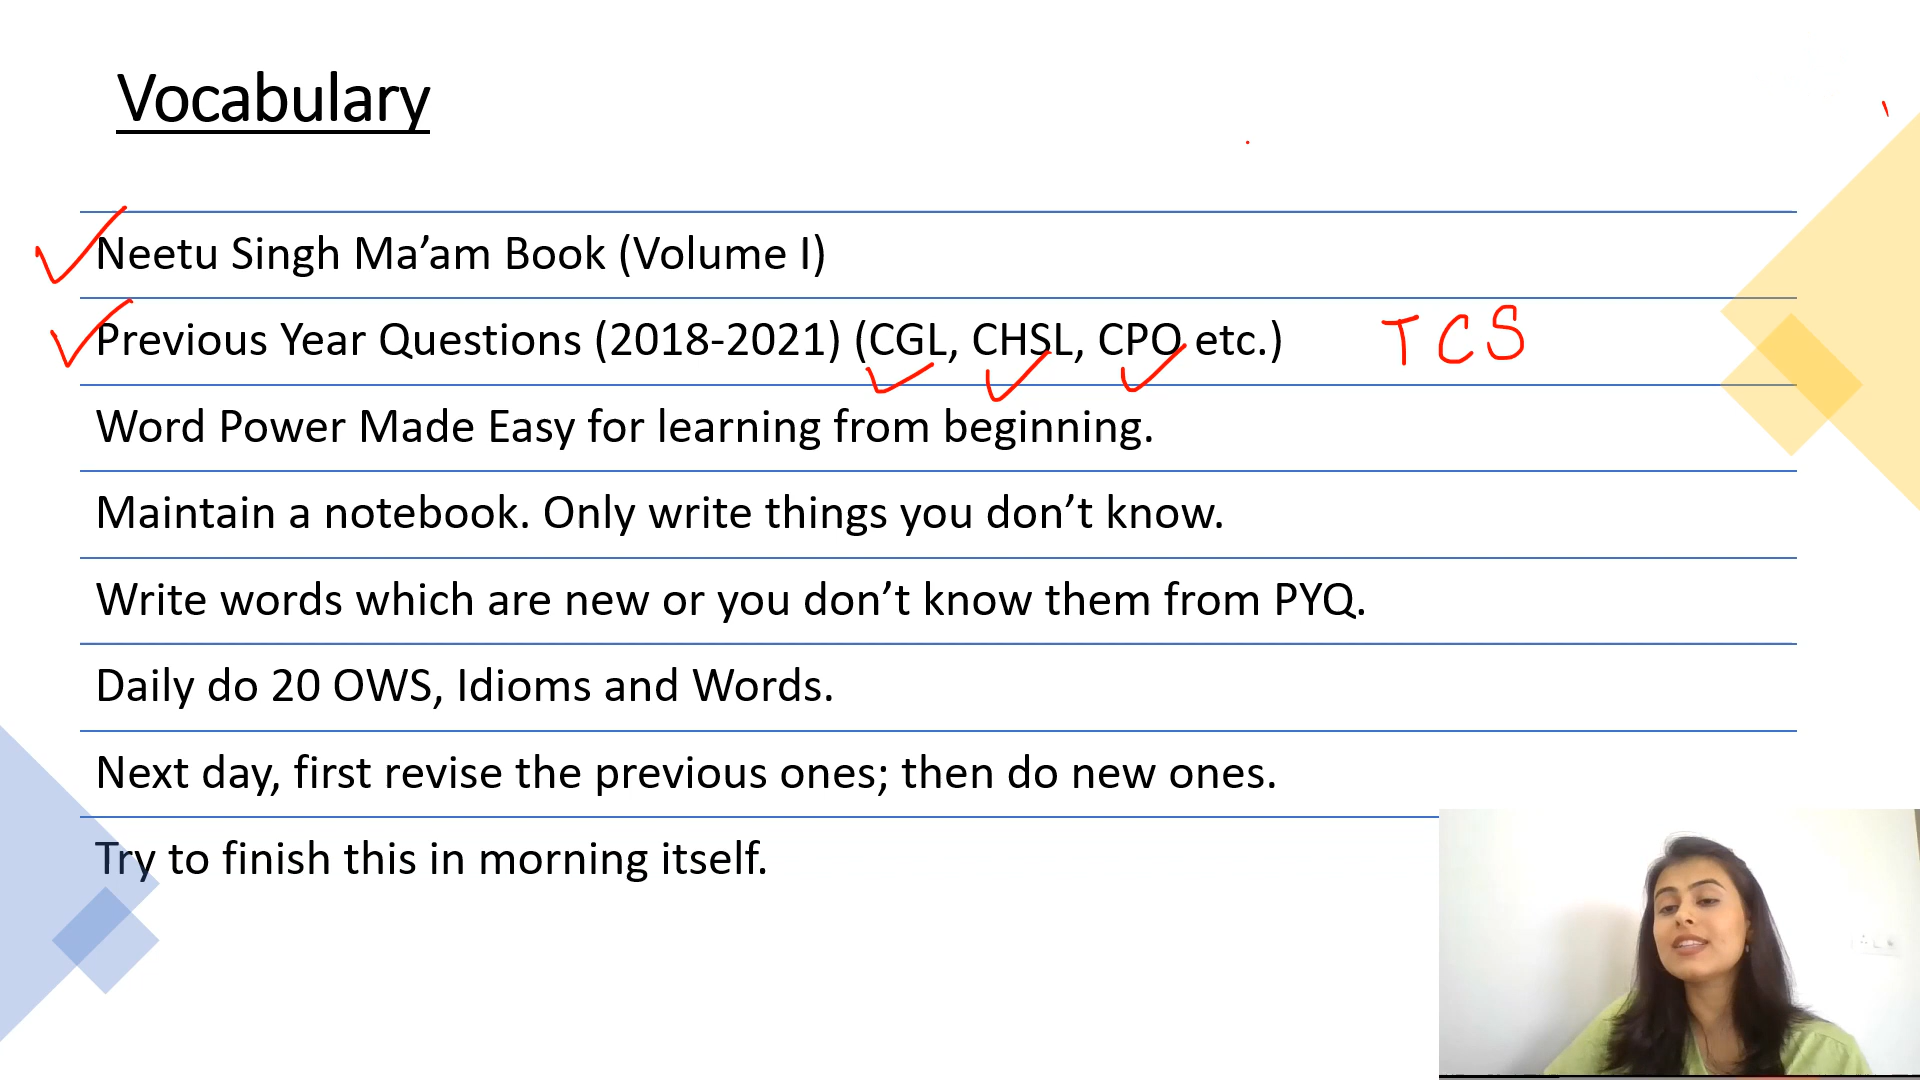 Vocabulary
Neetu Singh Ma’am Book (Volume I)
Previous Year Questions (2018-2021) (CGL, CHSL, CPO etc.) TCS
Word Power Made Easy for learning from beginning.
Maintain a notebook. Only write things you don’t know.
Write words which are new or you don’t know them from PYQ.
Daily do 20 OWS, Idioms and Words.
Next day, first revise the previous ones; then do new ones.
Try to finish this in morning itself.